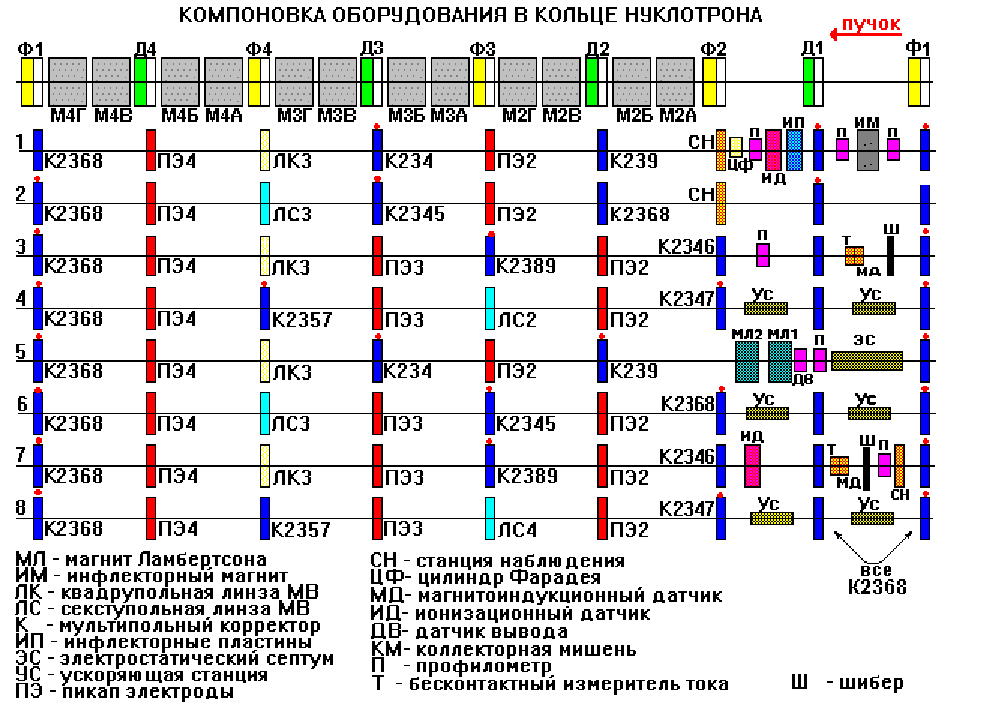 КОМПОНОВКА ОБОРУДОВАНИЯ В КОЛЬЦЕ НУКЛОТРОНА
пучок
Ф1 Д4 Ф4 Д3 Ф3 Д2 Ф2 Д1 Ф1
М4Г М4В М4Б М4А М3Г М3В М3Б М3А М2Г М2В М2Б М2А
1 К2368 ПЭ4 ЛК3 К234 ПЭ2 К239 СН ЦФ П ИД ИП П ИМ П
2 К2368 ПЭ4 ЛС3 К2345 ПЭ2 К2368 СН
3 К2368 ПЭ4 ЛК3 ПЭ3 К2389 ПЭ2 К2346 П Т МД Ш
4 К2368 ПЭ4 К2357 ПЭ3 ЛС2 ПЭ2 К2347 Ус Ус
5 К2368 ПЭ4 ЛК3 К234 ПЭ2 К239 МЛ2 МЛ1 ДВ П ЭС
6 К2368 ПЭ4 ЛС3 ПЭ3 К2345 ПЭ2 К2368 Ус Ус
7 К2368 ПЭ4 ЛК3 ПЭ3 К2389 ПЭ2 К2346 ИД Т МД Ш П СН
8 К2368 ПЭ4 К2357 ПЭ3 ЛС4 ПЭ2 К2347 Ус Ус
все
К2368
МЛ - магнит Ламбертсона
ИМ - инфлекторный магнит
ЛК - квадрупольная линза МВ
ЛС - секступольная линза МВ
К - мультипольный корректор
ИП - инфлекторные пластины
ЭС - электростатический септум
УС - ускоряющая станция
ПЭ - пикап электроды
СН - станция наблюдения
ЦФ- цилиндр Фарадея
МД- магнитоиндукционный датчик
ИД- ионизационный датчик
ДВ- датчик вывода
КМ- коллекторная мишень
П - профилометр
Т - бесконтактный измеритель тока
Ш - шибер